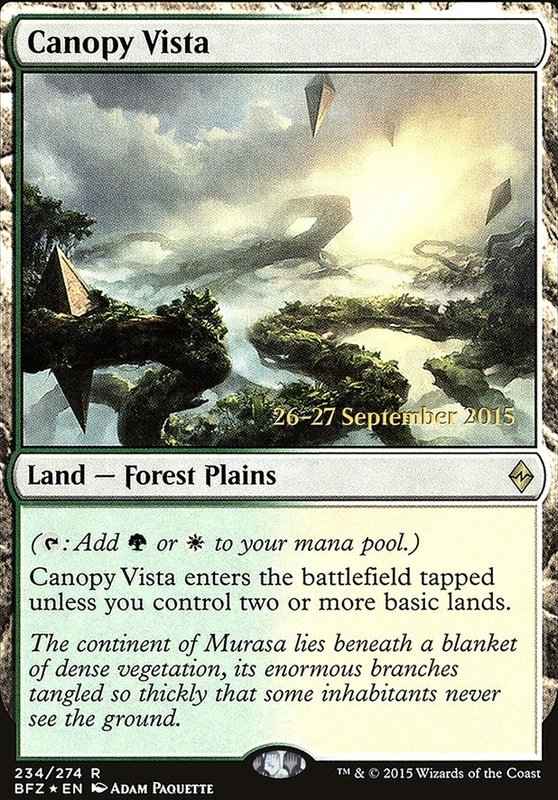 Canopy Vista
26–27 September 2015
Land — Forest Plains
( : Add or to your mana pool.)
Canopy Vista enters the battlefield tapped
unless you control two or more basic lands.
The continent of Murasa lies beneath a blanket
of dense vegetation, its enormous branches
tangled so thickly that some inhabitants never
see the ground.
234/274 R
BFZ ★ EN Adam Paquette
™ & © 2015 Wizards of the Coast